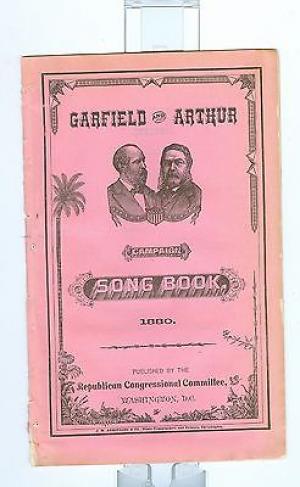 GARFIELD AND ARTHUR
CAMPAIGN
SONG BOOK,
1880.
PUBLISHED BY THE
Republican Congressional Committee,
WASHINGTON, D.C.